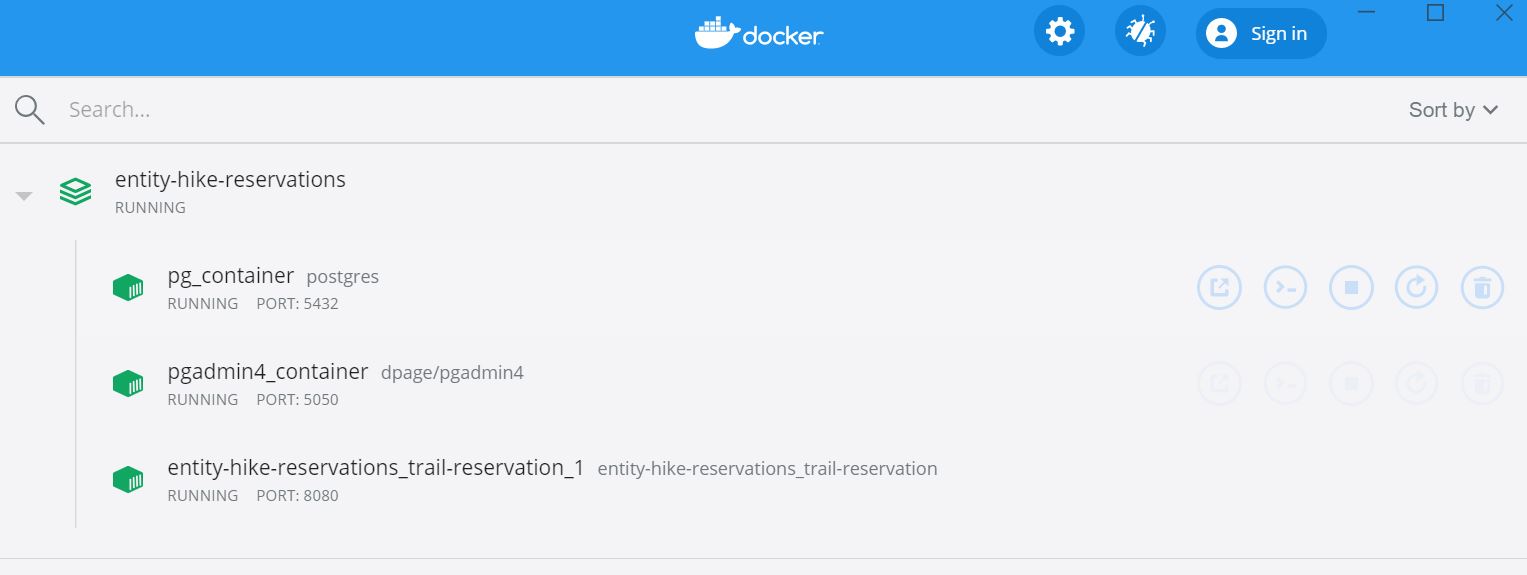 docker
Sign in
Search...
Sort by
entity-hike-reservations
RUNNING
pg_container postgres
RUNNING PORT: 5432
pgadmin4_container dpage/pgadmin4
RUNNING PORT: 5050
entity-hike-reservations_trail-reservation_1 entity-hike-reservations_trail-reservation
RUNNING PORT: 8080